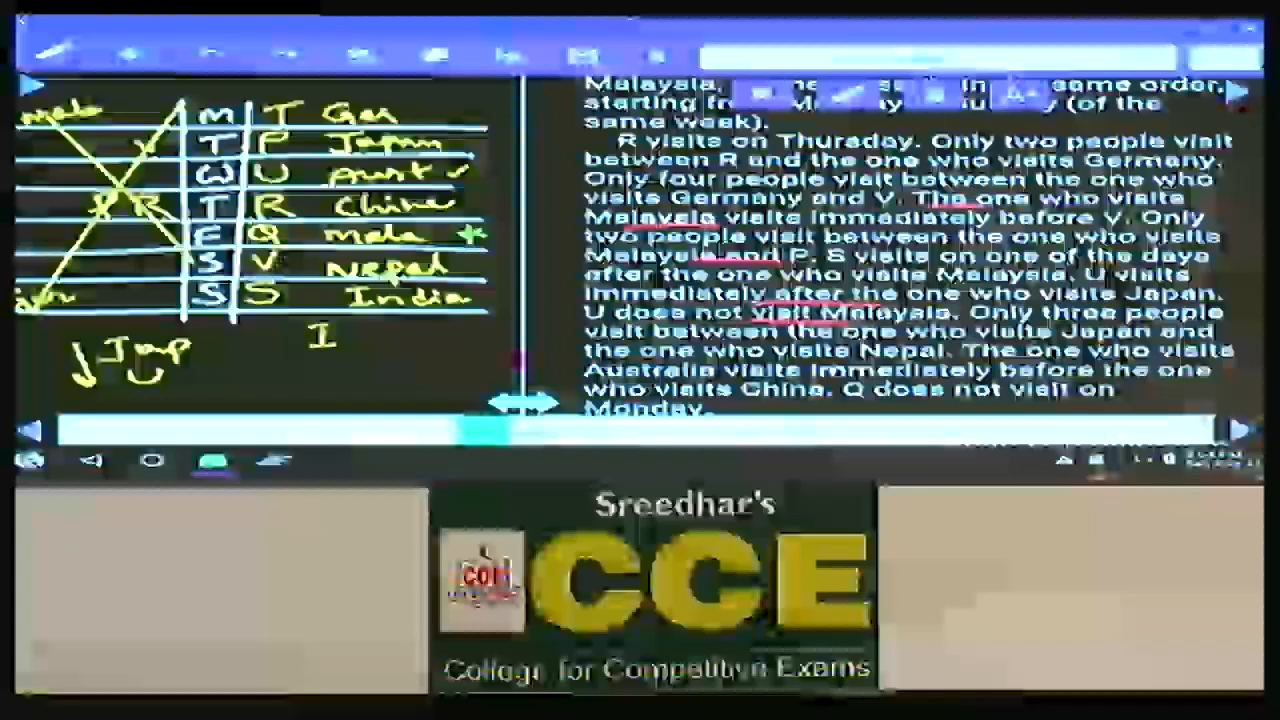 M T Ger
T P Japan
W U Aust ✓
T R China
F Q Mala *
S V Nepal
S S India
I
Malaysia, same order,
starting (of the
same week).
R visits on Thursday. Only two people visit
between R and the one who visits Germany.
Only four people visit between the one who
visits Germany and V. The one who visits
Malaysia visits immediately before V. Only
two people visit between the one who visits
Malaysia and P. S visits on one of the days
after the one who visits Malaysia. U visits
immediately after the one who visits Japan.
U does not visit Malaysia. Only three people
visit between the one who visits Japan and
the one who visits Nepal. The one who visits
Australia visits immediately before the one
who visits China. Q does not visit on
Monday.
Sreedhar's
CCE
College for Competitive Exams